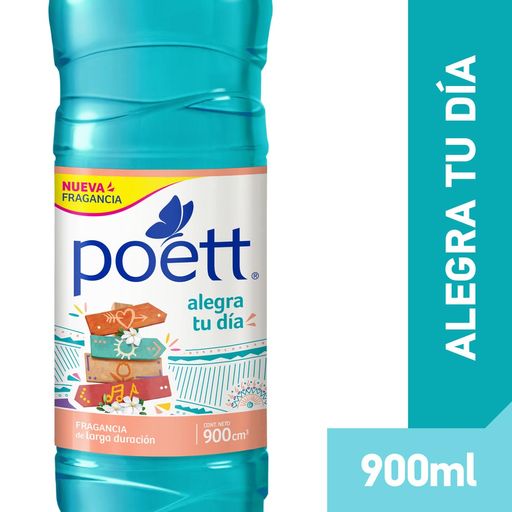 NUEVA
FRAGANCIA
poett®
alegra
tu día
FRAGANCIA
de larga duración
CONT. NETO
900cm³
ALEGRA TU DÍA
900ml